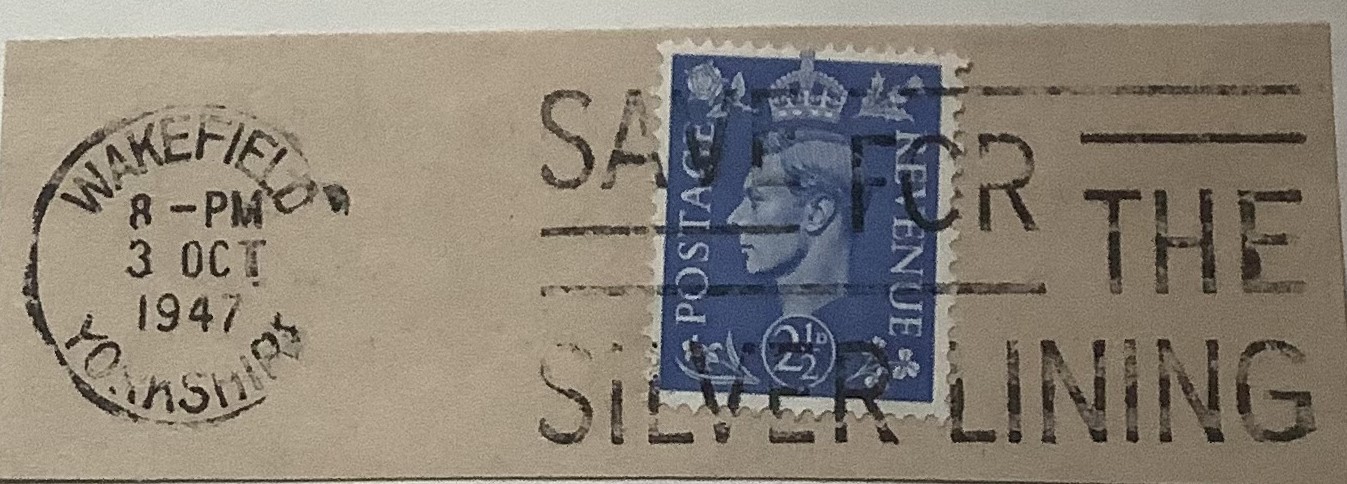 WAKEFIELD
8-PM
3 OCT
1947
YORKSHIRE
SAVE FOR
THE
SILVER LINING
POSTAGE
REVENUE
2½D